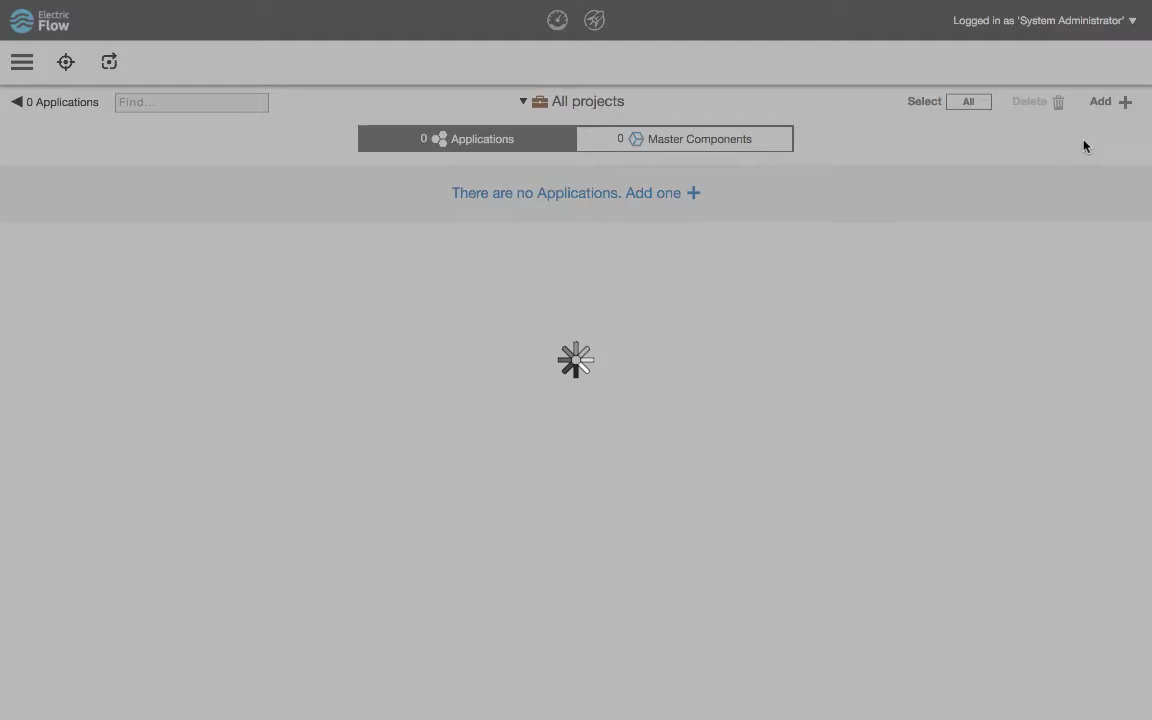 Electric
Flow
Logged in as 'System Administrator' ▼
0 Applications
Find...
All projects
Select All Delete Add
0 Applications
0 Master Components
There are no Applications. Add one